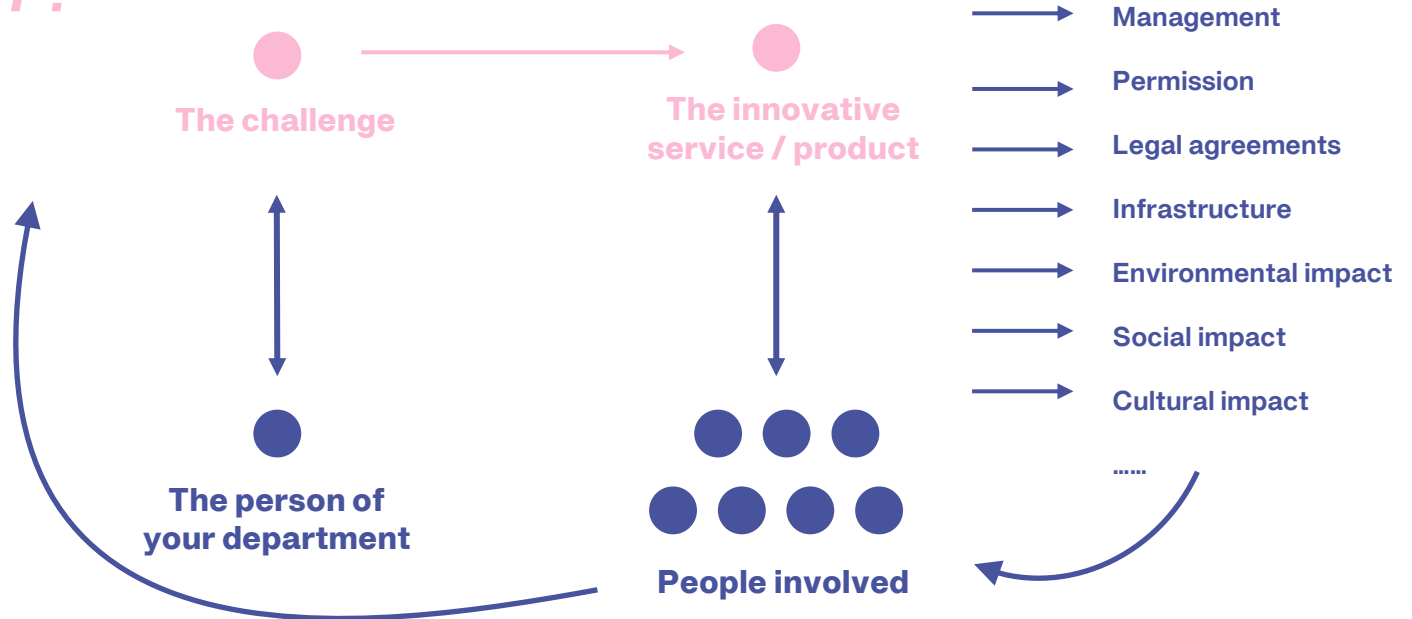 The challenge
The innovative
service / product
The person of
your department
People involved
Management
Permission
Legal agreements
Infrastructure
Environmental impact
Social impact
Cultural impact
......